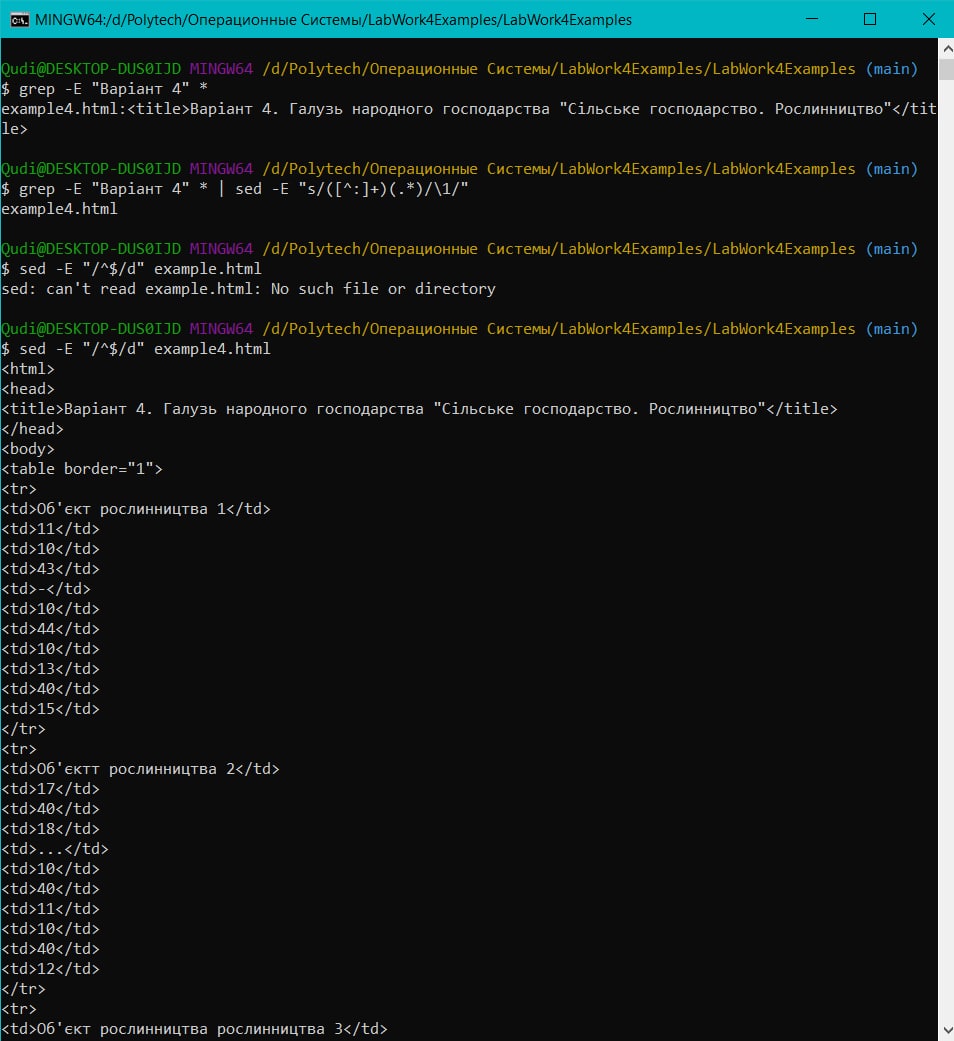 MINGW64:/d/Polytech/Операционные Системы/LabWork4Examples/LabWork4Examples
Qudi@DESKTOP-DUS0IJD MINGW64 /d/Polytech/Операционные Системы/LabWork4Examples/LabWork4Examples (main)
$ grep -E "Варіант 4" *
example4.html:<title>Варіант 4. Галузь народного господарства "Сільське господарство. Рослинництво"</tit
le>
Qudi@DESKTOP-DUS0IJD MINGW64 /d/Polytech/Операционные Системы/LabWork4Examples/LabWork4Examples (main)
$ grep -E "Варіант 4" * | sed -E "s/([^:]+)(.*)/\1/"
example4.html
Qudi@DESKTOP-DUS0IJD MINGW64 /d/Polytech/Операционные Системы/LabWork4Examples/LabWork4Examples (main)
$ sed -E "/^$/d" example.html
sed: can't read example.html: No such file or directory
Qudi@DESKTOP-DUS0IJD MINGW64 /d/Polytech/Операционные Системы/LabWork4Examples/LabWork4Examples (main)
$ sed -E "/^$/d" example4.html
<html>
<head>
<title>Варіант 4. Галузь народного господарства "Сільське господарство. Рослинництво"</title>
</head>
<body>
<table border="1">
<tr>
<td>Об'єкт рослинництва 1</td>
<td>11</td>
<td>10</td>
<td>43</td>
<td>-</td>
<td>10</td>
<td>44</td>
<td>10</td>
<td>13</td>
<td>40</td>
<td>15</td>
</tr>
<tr>
<td>Об'єктт рослинництва 2</td>
<td>17</td>
<td>40</td>
<td>18</td>
<td>...</td>
<td>10</td>
<td>40</td>
<td>11</td>
<td>10</td>
<td>40</td>
<td>12</td>
</tr>
<tr>
<td>Об'єкт рослинництва рослинництва 3</td>